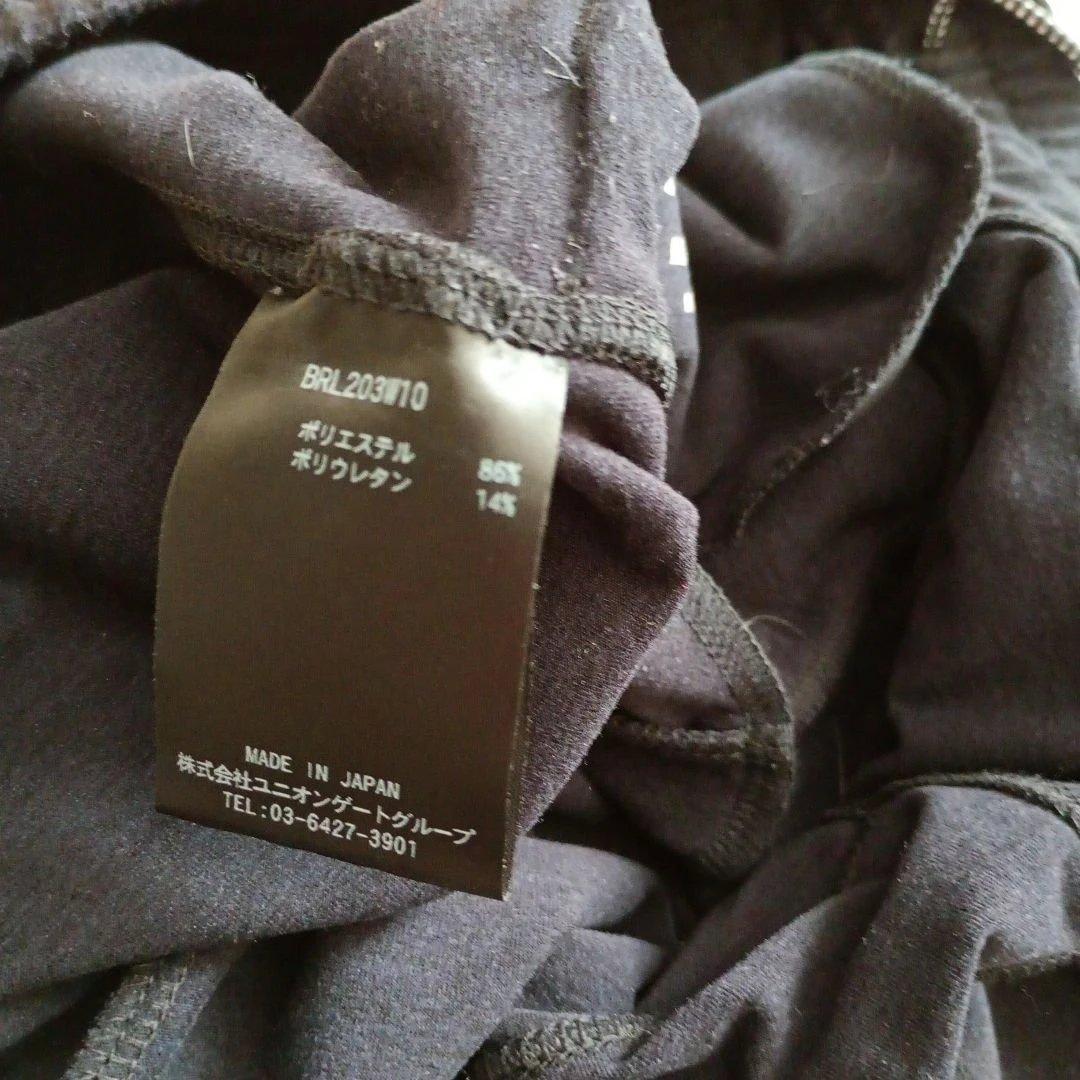 BRL203W10
ポリエステル 86%
ポリウレタン 14%
MADE IN JAPAN
株式会社ユニオンゲートグループ
TEL:03-6427-3901